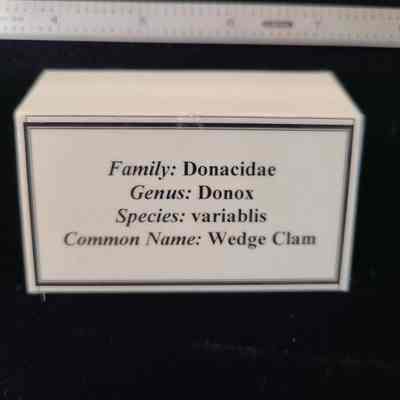 Family: Donacidae
Genus: Donox
Species: variablis
Common Name: Wedge Clam